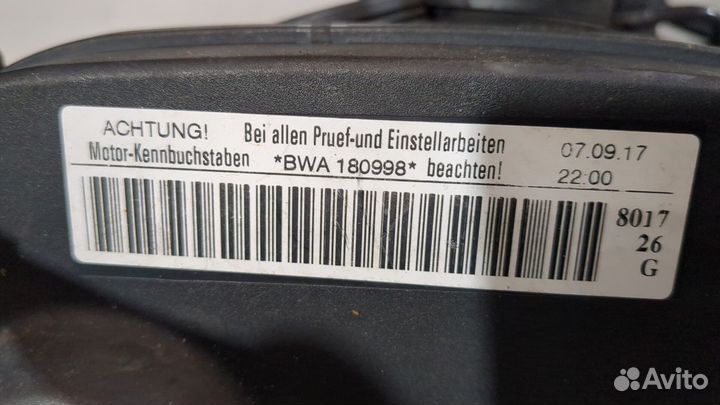 ACHTUNG! Bei allen Pruef-und Einstellarbeiten 07.09.17
Motor-Kennbuchstaben *BWA 180998* beachten! 22:00
8017
26
G
Avito